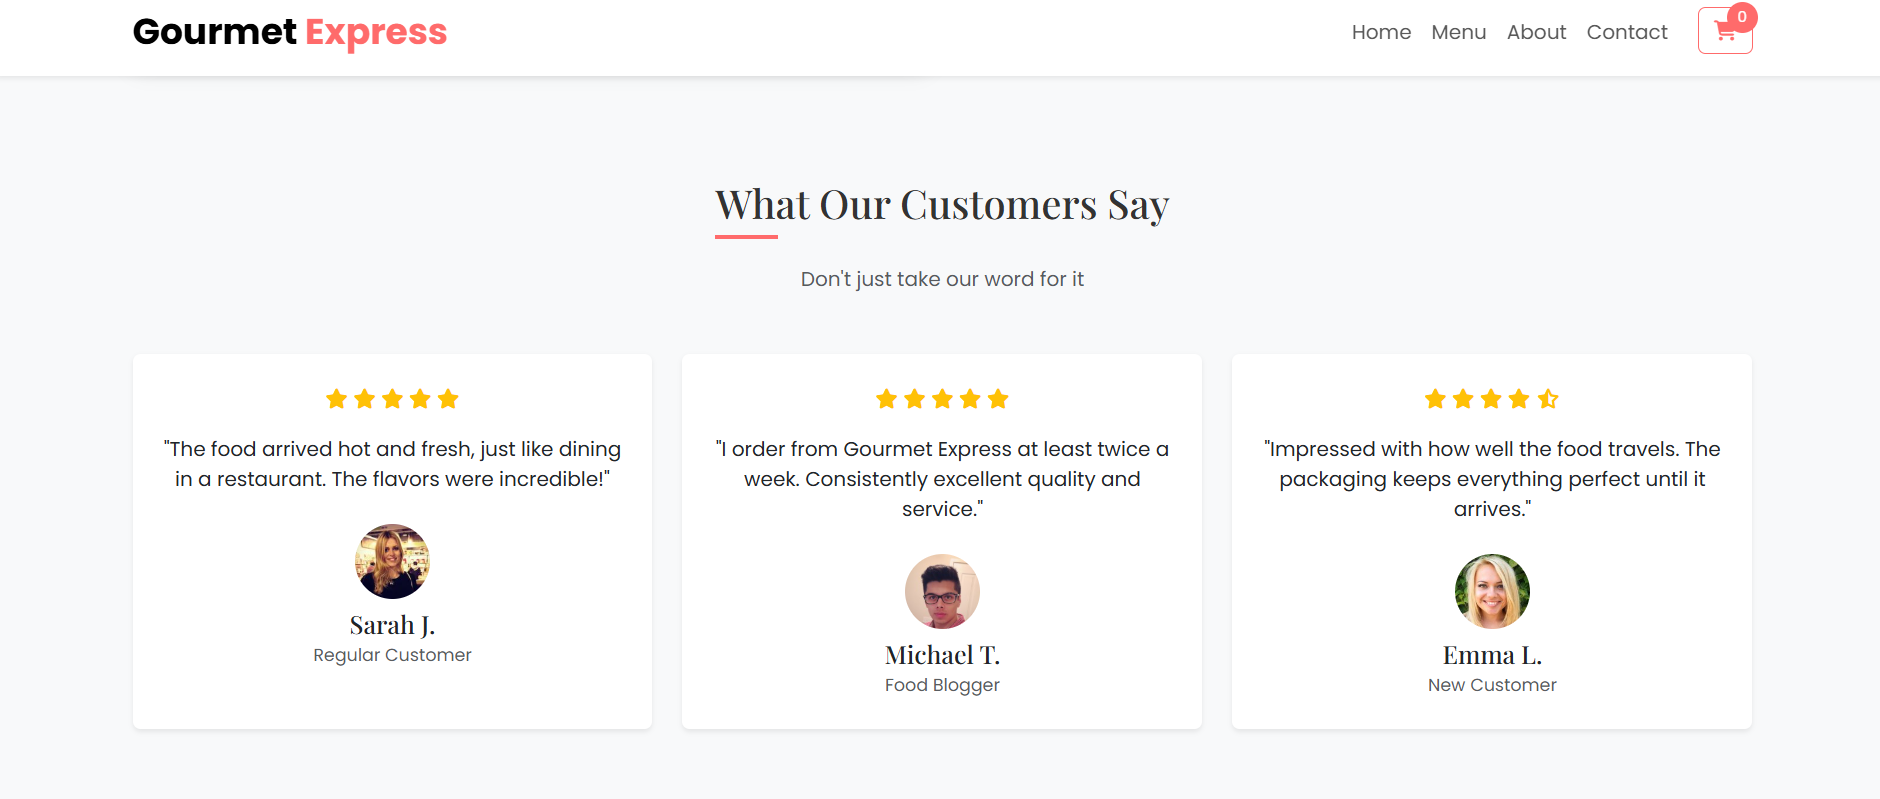 Gourmet Express
Home Menu About Contact 0
What Our Customers Say
Don't just take our word for it
"The food arrived hot and fresh, just like dining
in a restaurant. The flavors were incredible!"
Sarah J.
Regular Customer
"I order from Gourmet Express at least twice a
week. Consistently excellent quality and
service."
Michael T.
Food Blogger
"Impressed with how well the food travels. The
packaging keeps everything perfect until it
arrives."
Emma L.
New Customer